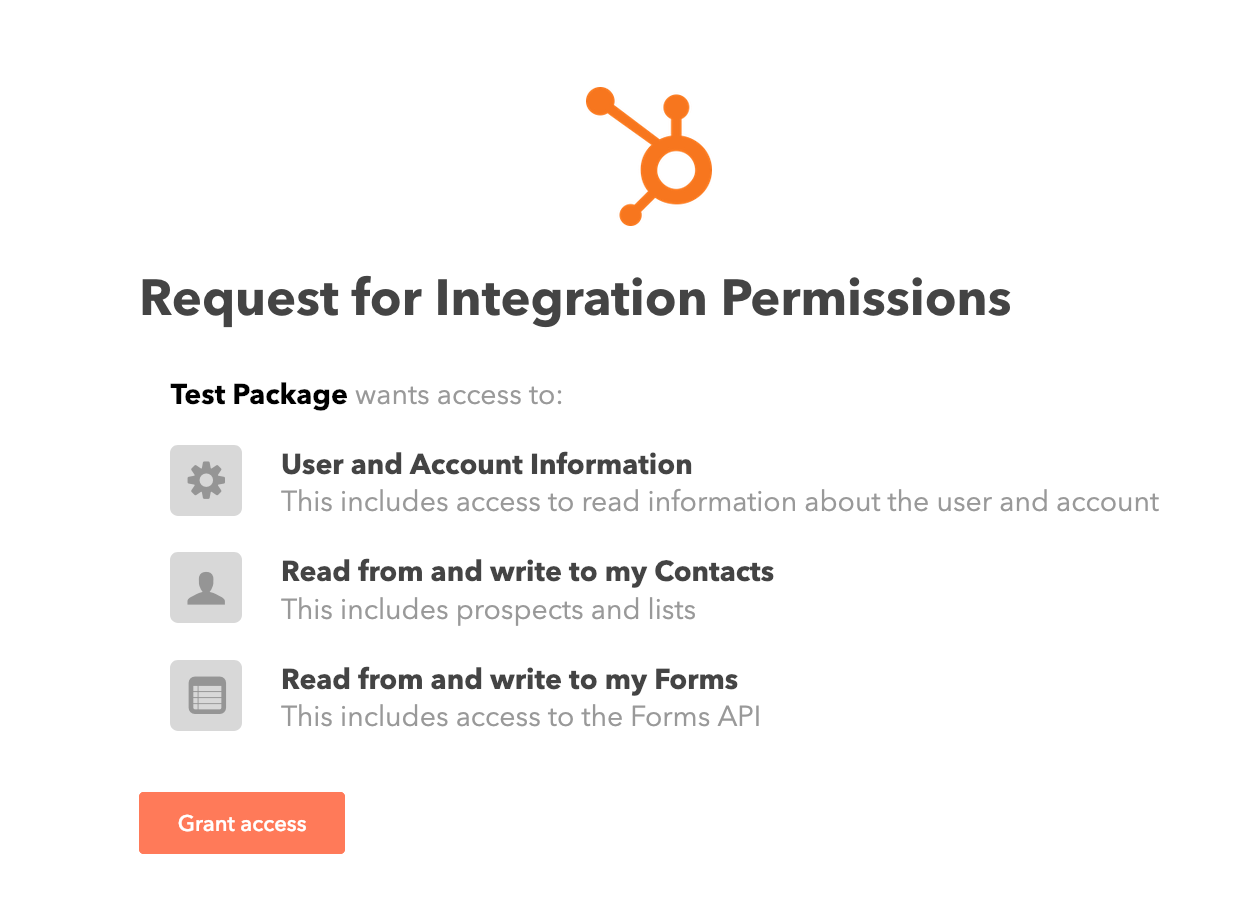 Request for Integration Permissions
Test Package wants access to:
User and Account Information
This includes access to read information about the user and account
Read from and write to my Contacts
This includes prospects and lists
Read from and write to my Forms
This includes access to the Forms API
Grant access